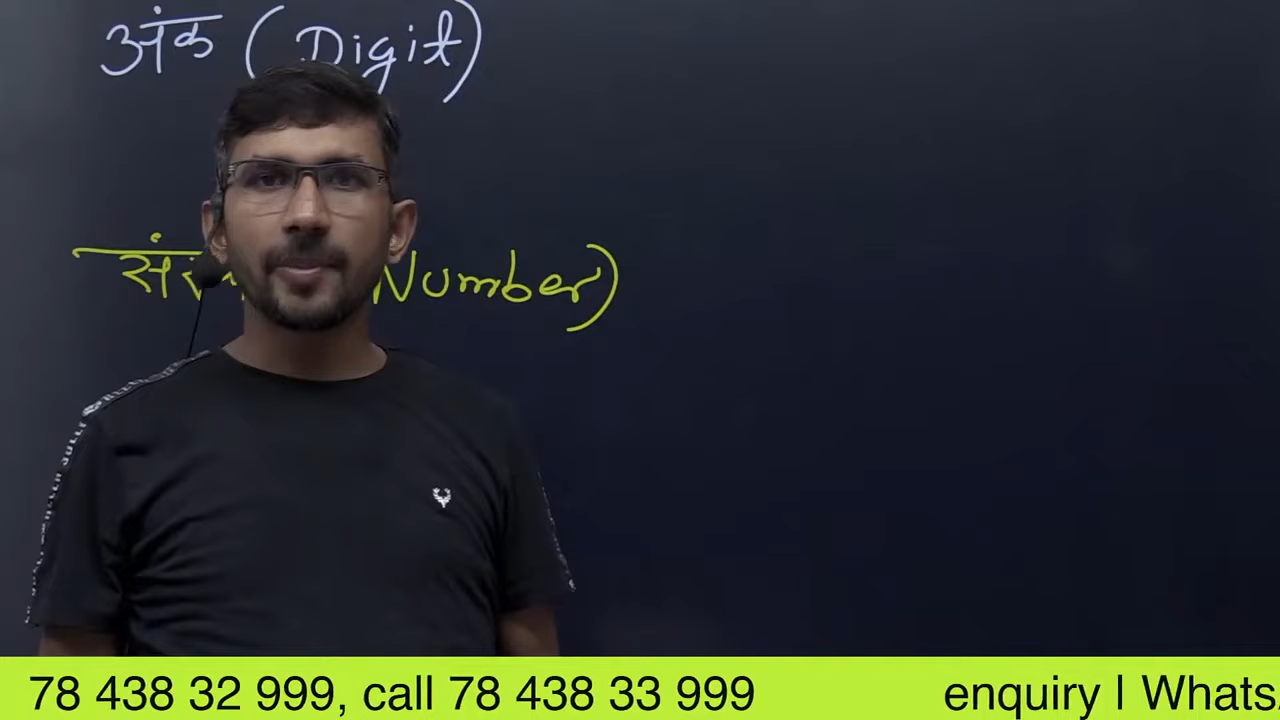 अंक (Digit)
Number)
78 438 32 999, call 78 438 33 999 enquiry | Whats